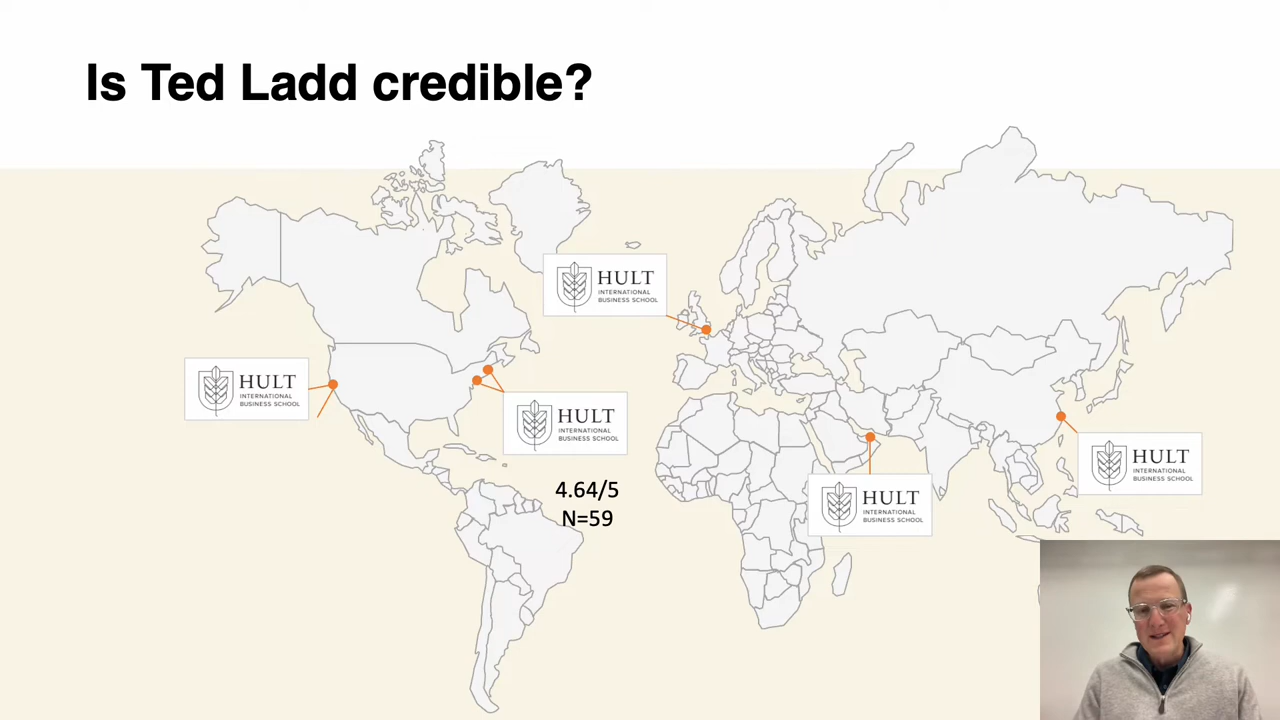 Is Ted Ladd credible?
HULT
INTERNATIONAL
BUSINESS SCHOOL
HULT
INTERNATIONAL
BUSINESS SCHOOL
HULT
INTERNATIONAL
BUSINESS SCHOOL
4.64/5
N=59
HULT
INTERNATIONAL
BUSINESS SCHOOL
HULT
INTERNATIONAL
BUSINESS SCHOOL